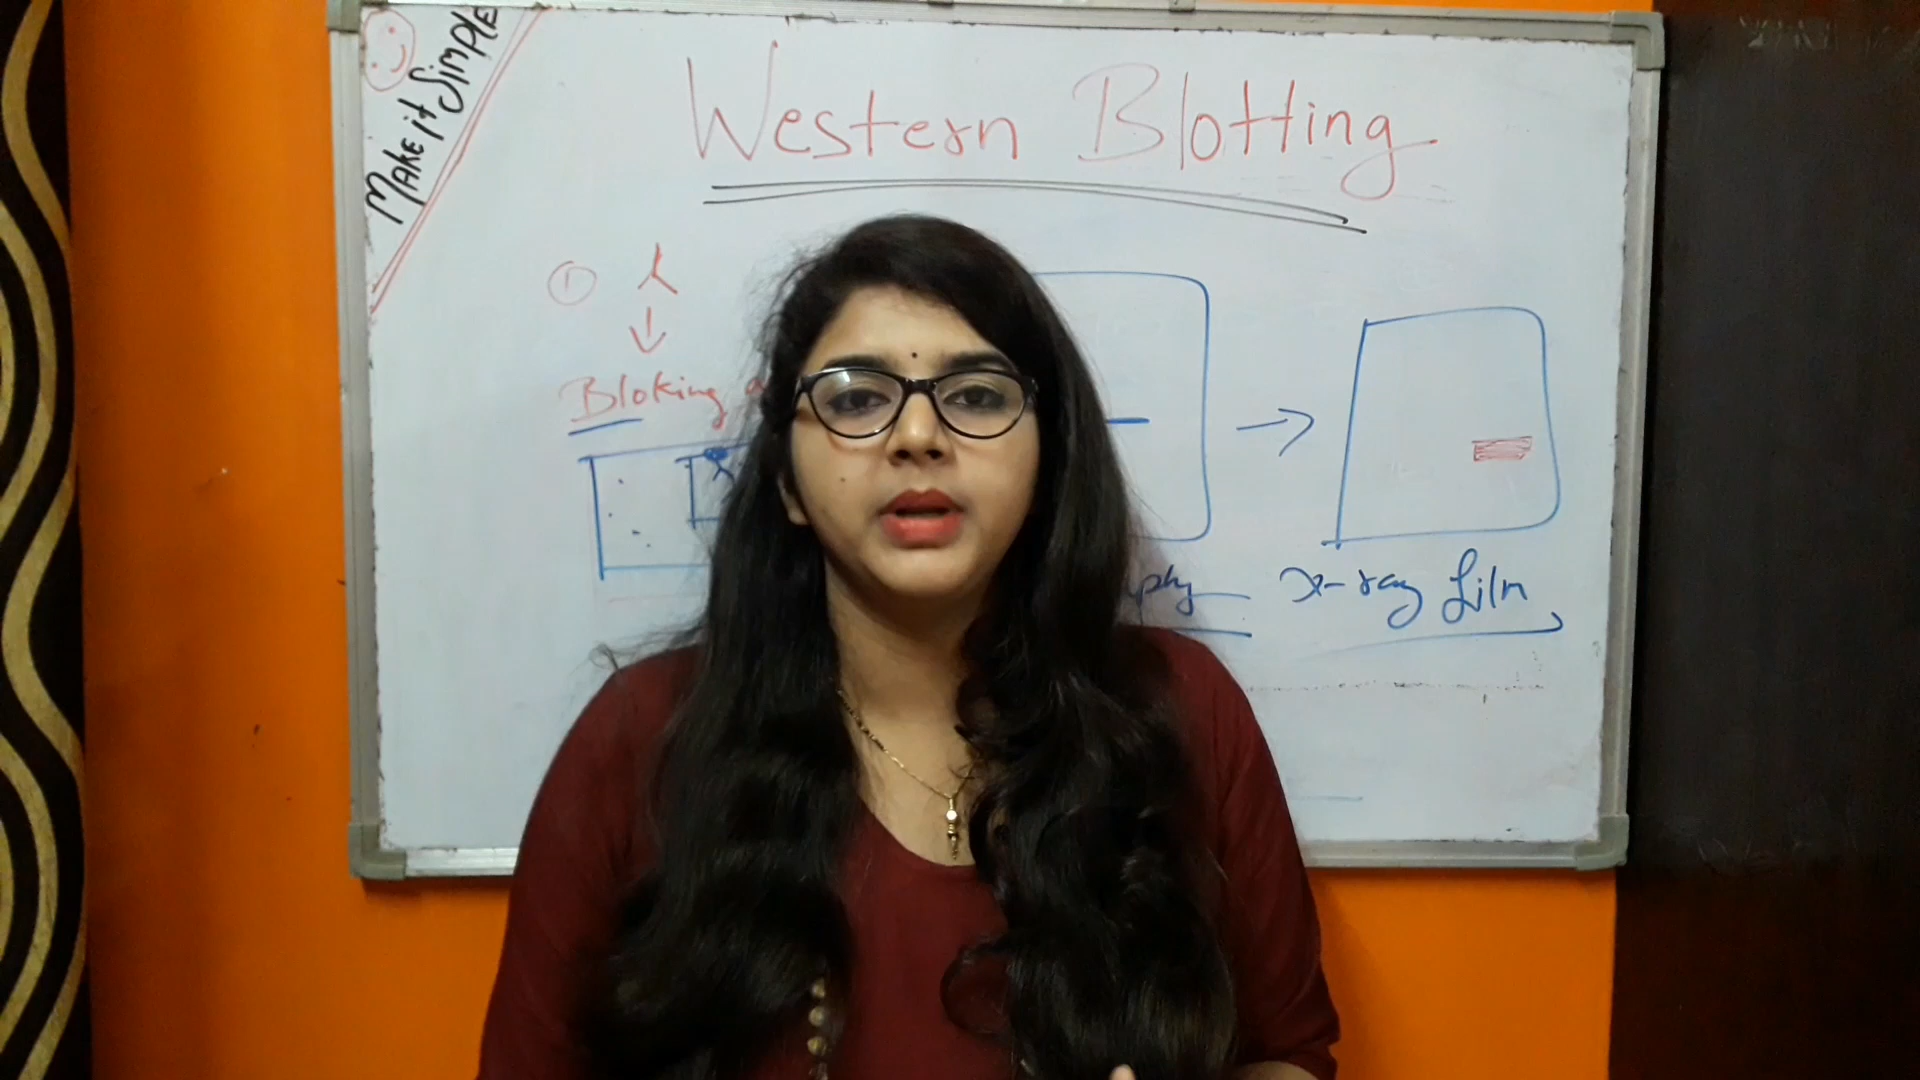 Make it Simple
Western Blotting
①
Bloking
X-ray film